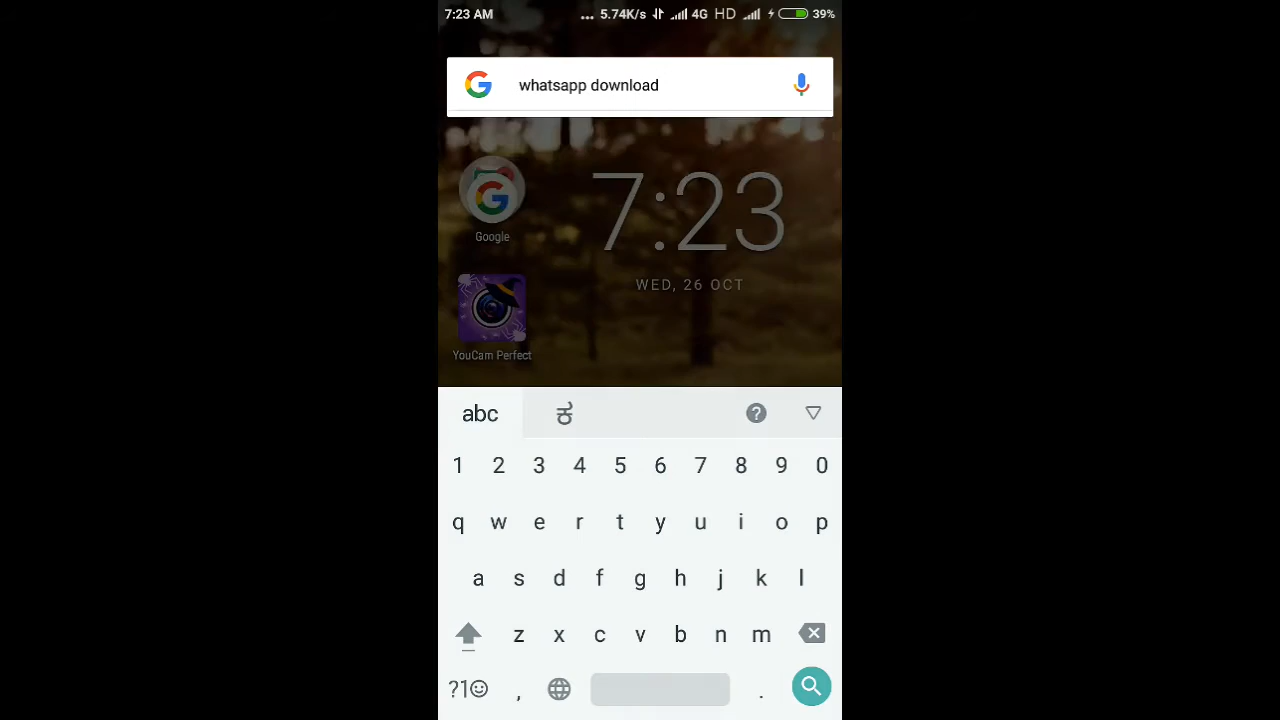 7:23 AM ... 5.74K/s 4G HD 39%
whatsapp download
Google
7:23
WED, 26 OCT
YouCam Perfect
abc ಕ ?
1 2 3 4 5 6 7 8 9 0
q w e r t y u i o p
a s d f g h j k l
z x c v b n m
?1☺ , .